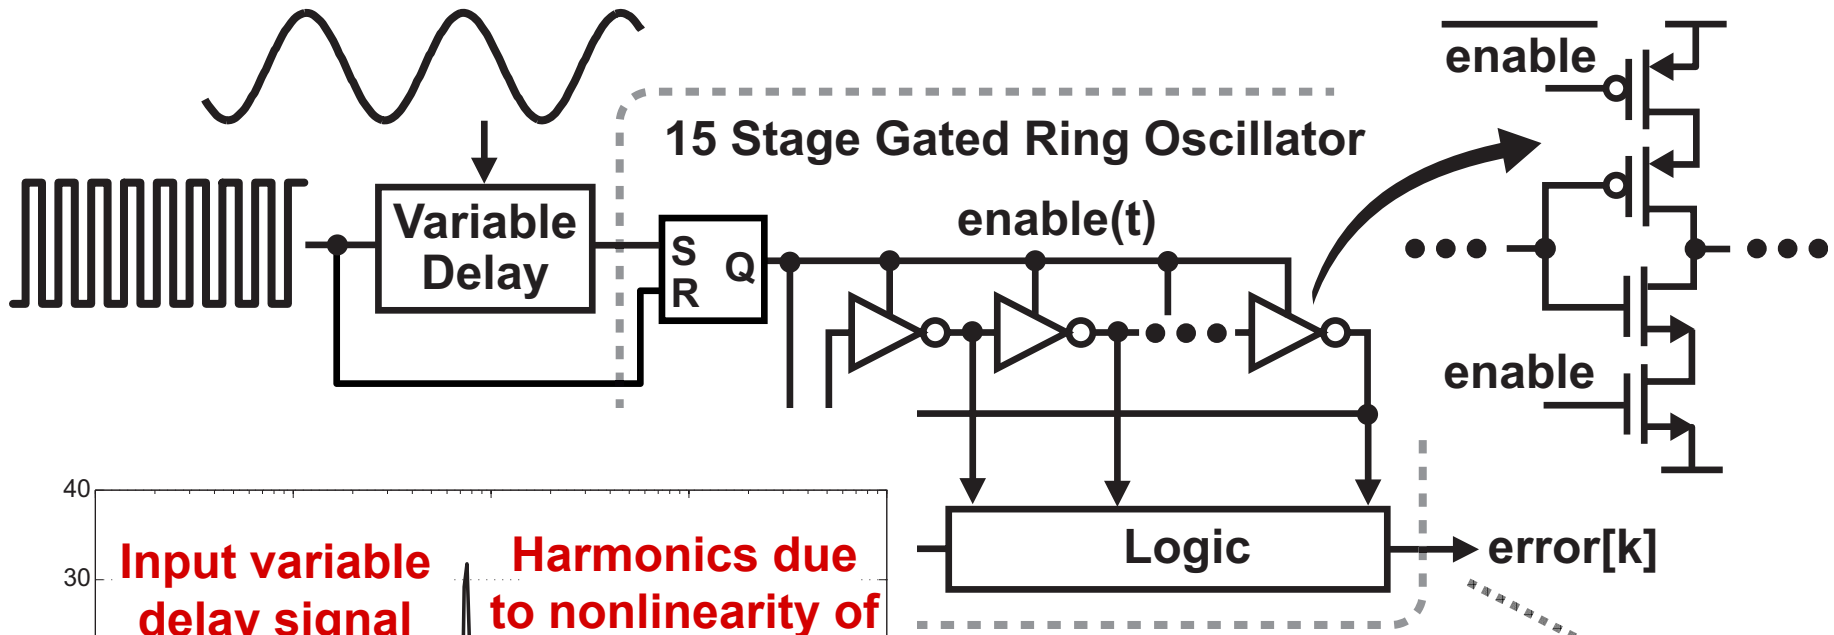 enable
15 Stage Gated Ring Oscillator
Variable
Delay
S
R
Q
enable(t)
enable
Logic
error[k]
40
30
Input variable
delay signal
Harmonics due
to nonlinearity of